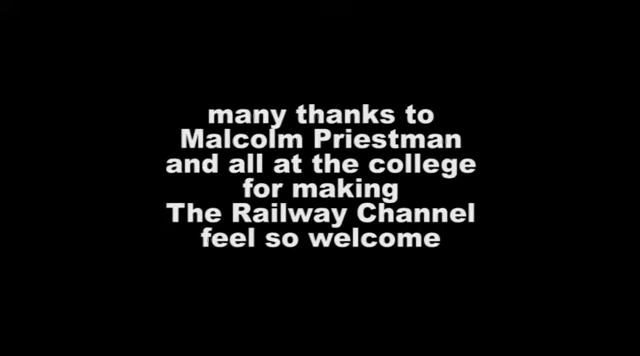 many thanks to
Malcolm Priestman
and all at the college
for making
The Railway Channel
feel so welcome